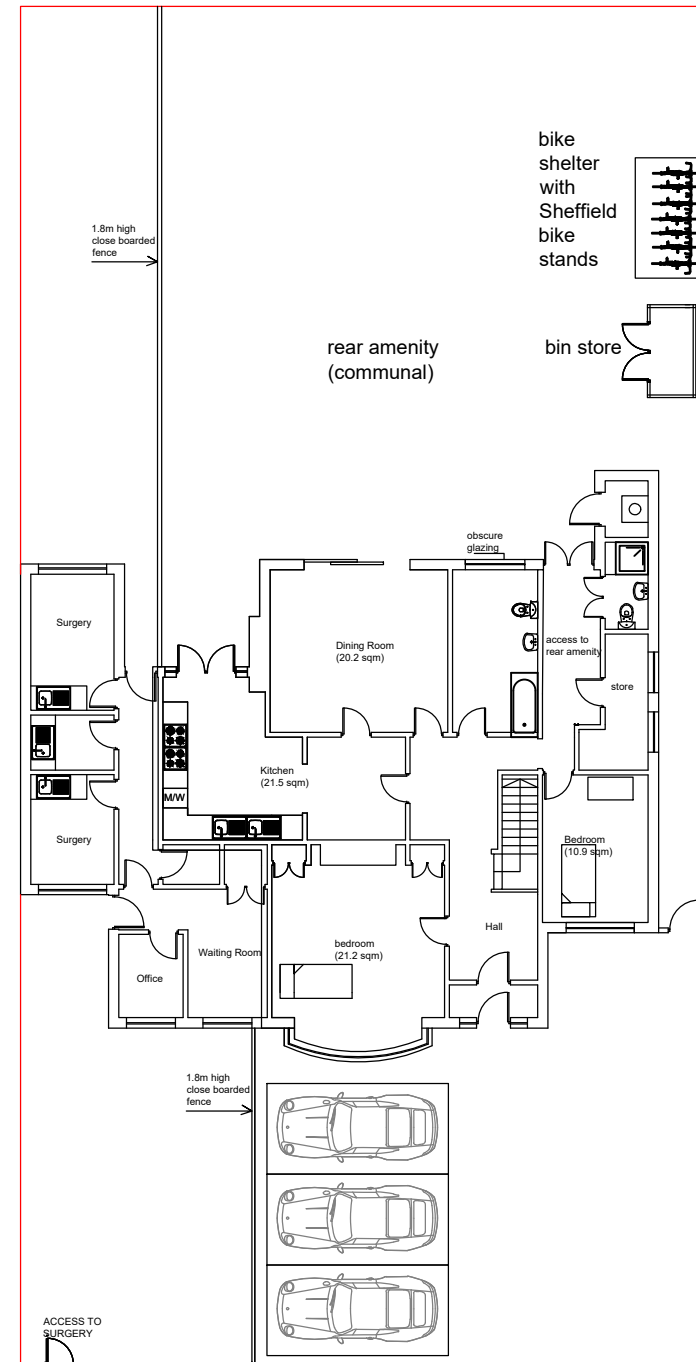 bike
shelter
with
Sheffield
bike
stands
1.8m high
close boarded
fence
rear amenity
(communal)
bin store
obscure
glazing
Surgery
Dining Room
(20.2 sqm)
access to
rear amenity
store
Kitchen
(21.5 sqm)
M/W
Surgery
Bedroom
(10.9 sqm)
Hall
bedroom
(21.2 sqm)
Waiting Room
Office
1.8m high
close boarded
fence
ACCESS TO
SURGERY